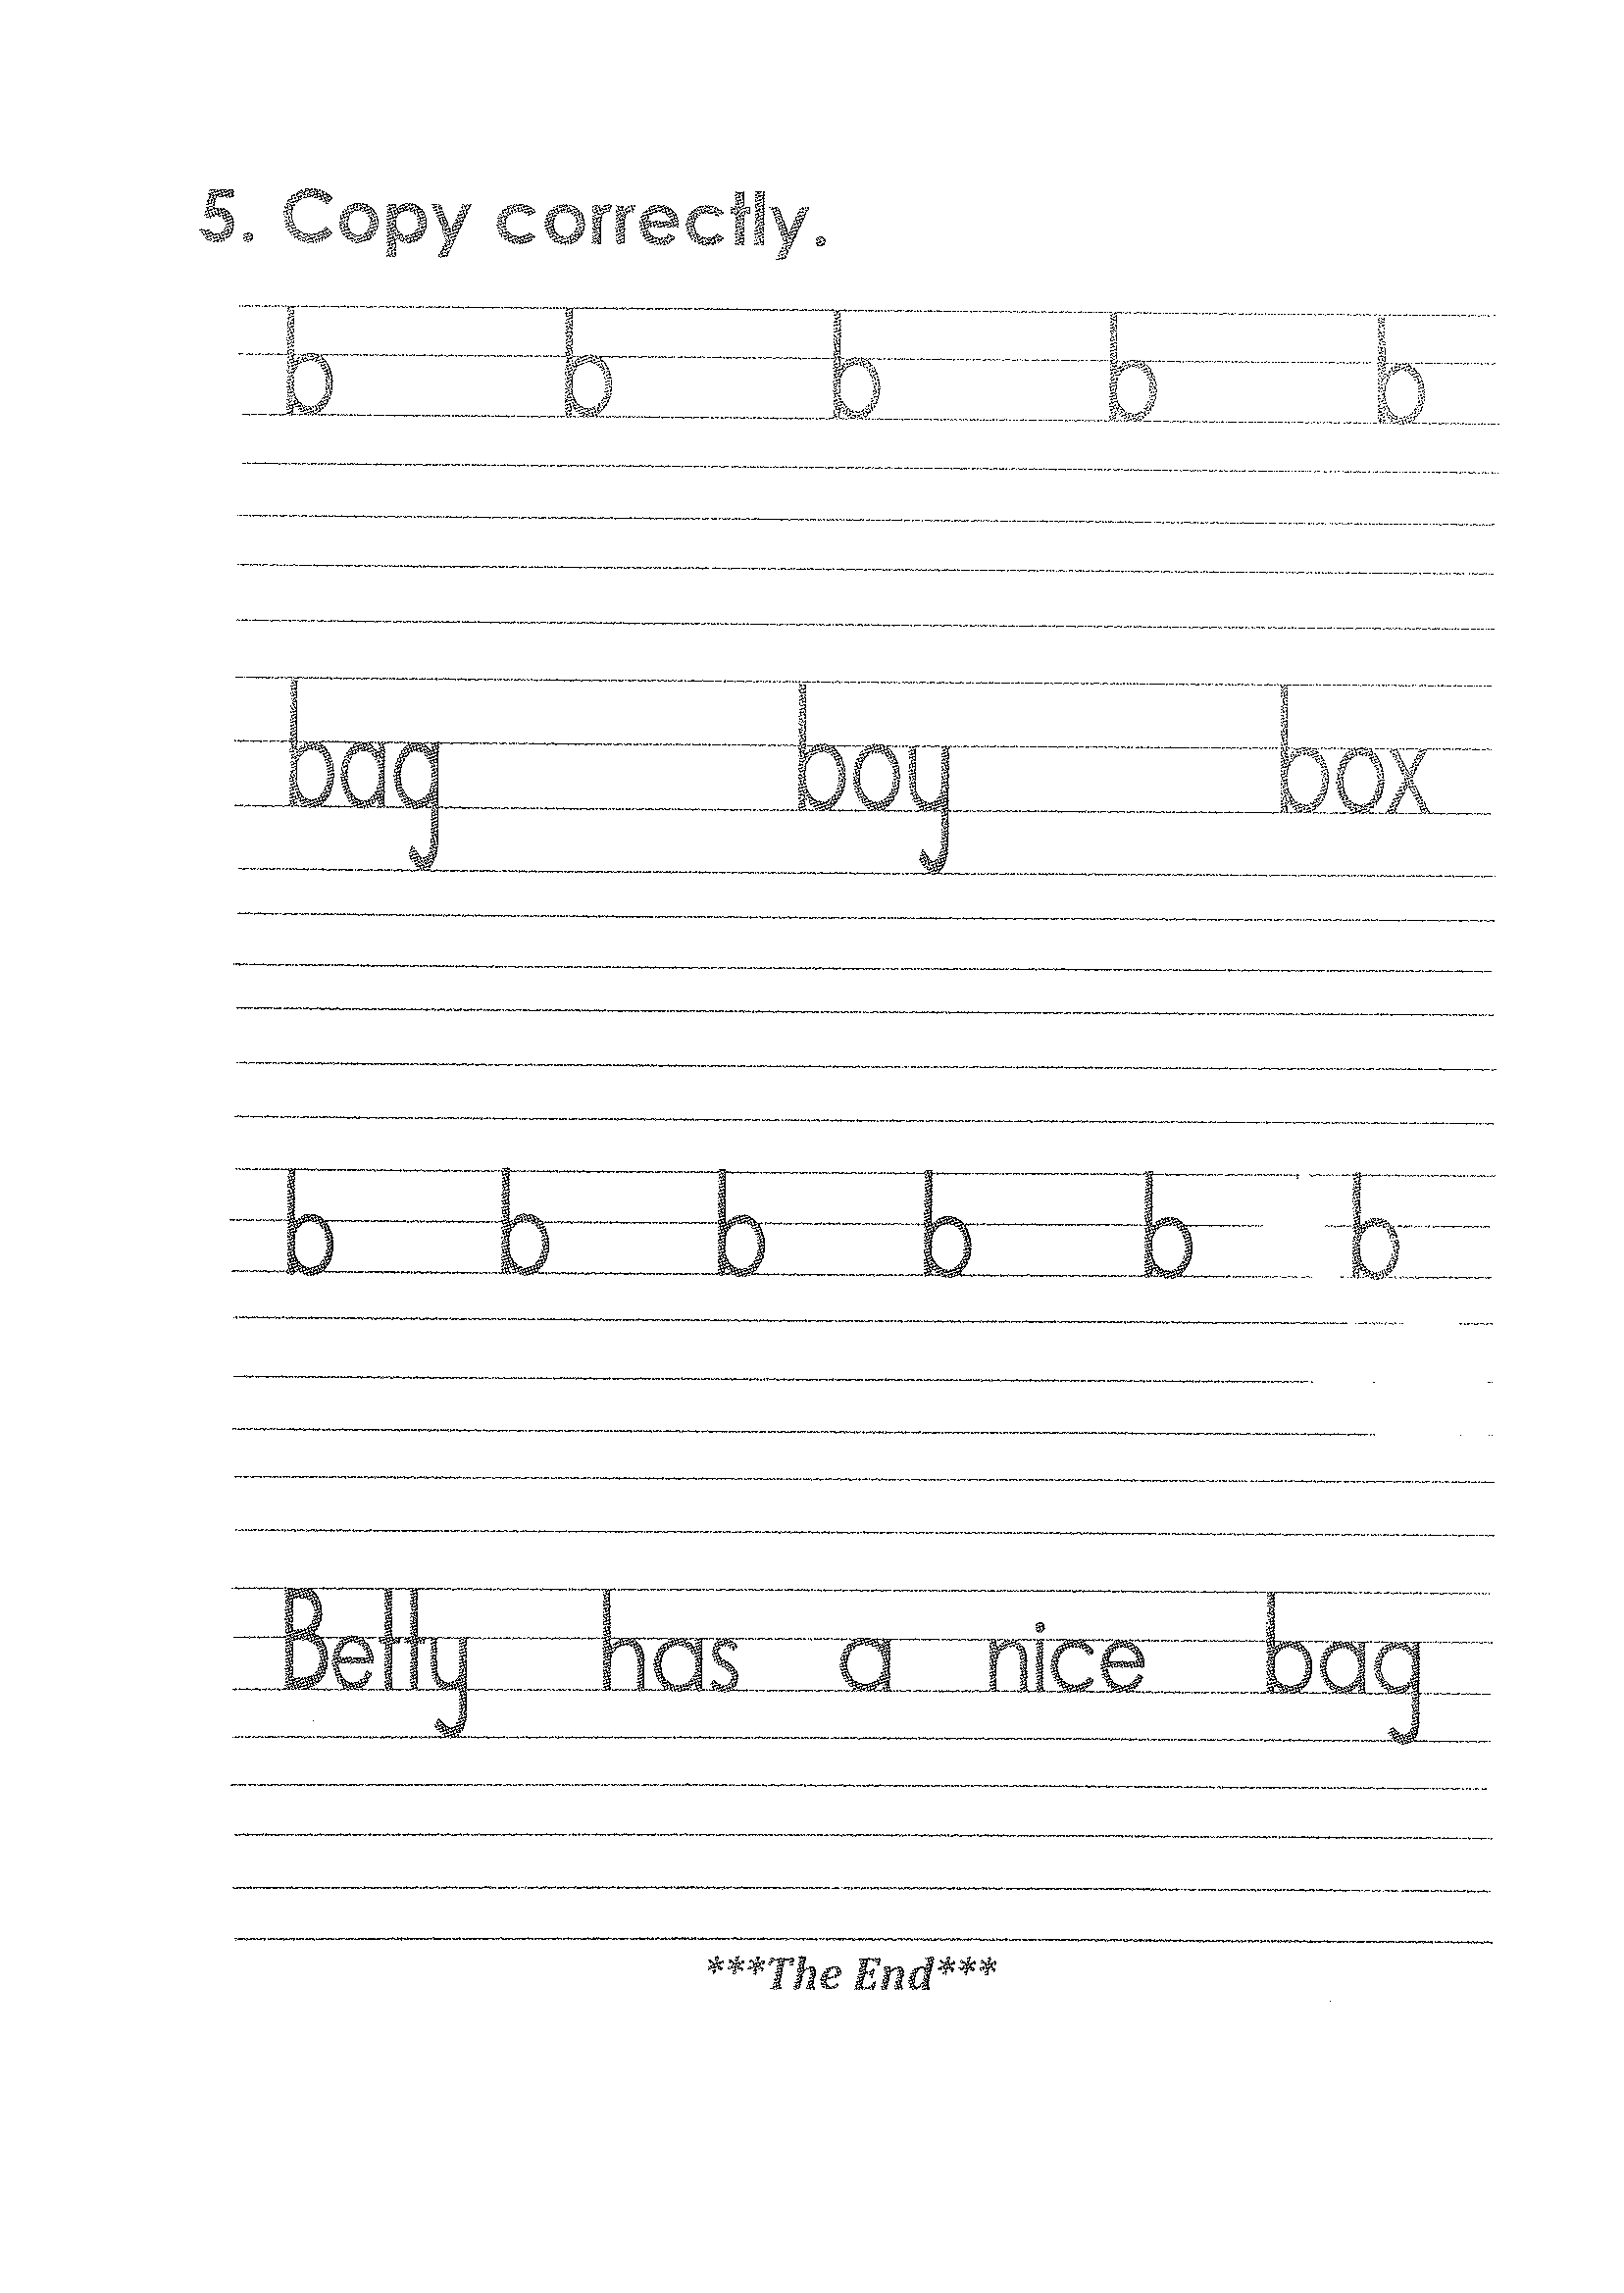 5. Copy correctly.
b b b b b
bag boy box
b b b b b b
Betty has a nice bag
***The End***